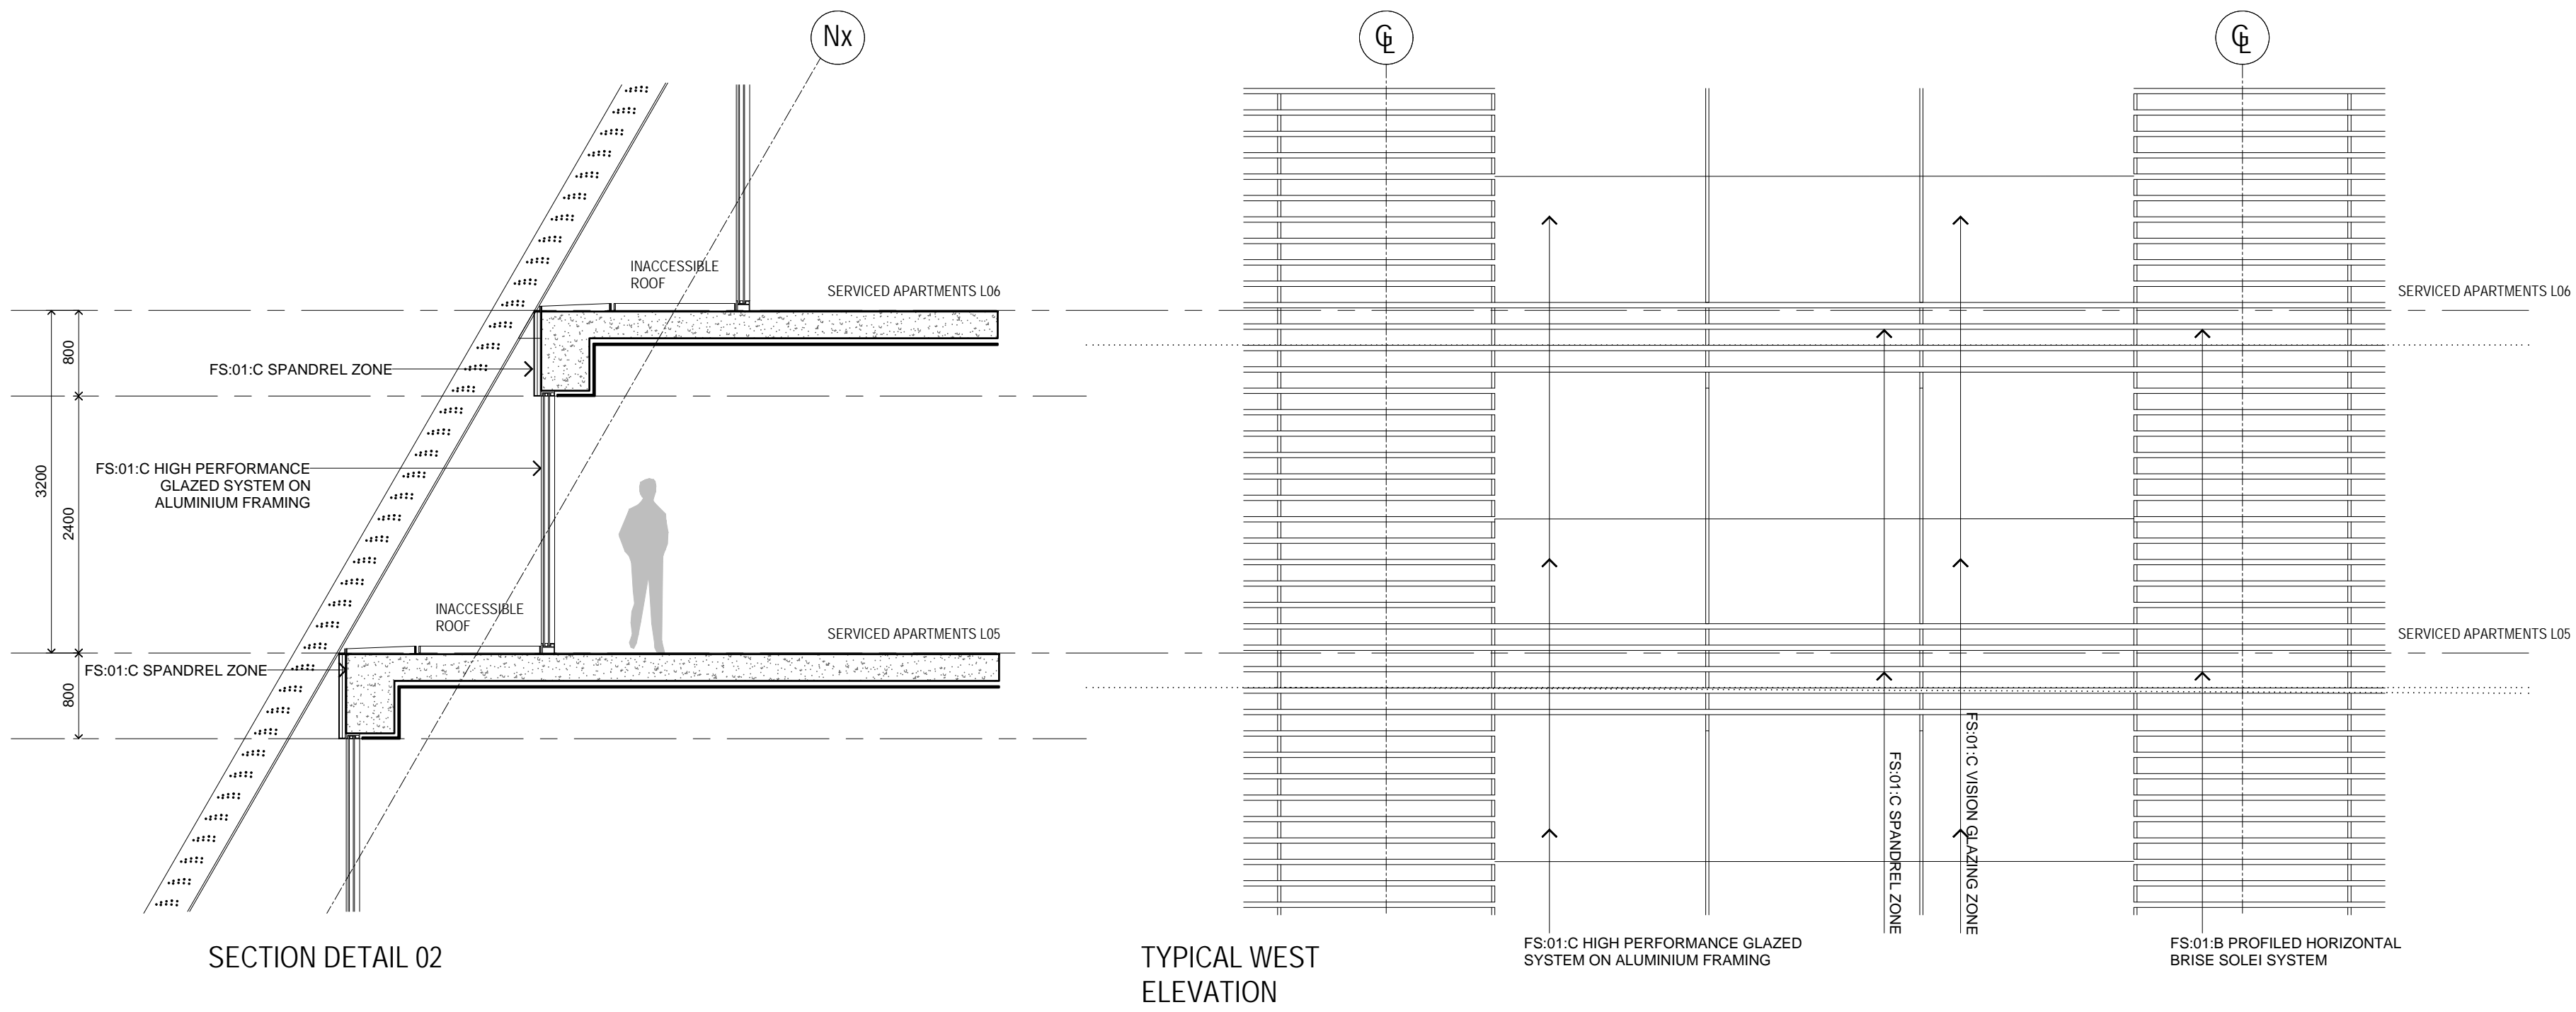 Nx
GL
GL
INACCESSIBLE
ROOF
SERVICED APARTMENTS L06
SERVICED APARTMENTS L06
800
FS:01:C SPANDREL ZONE
FS:01:C HIGH PERFORMANCE
GLAZED SYSTEM ON
ALUMINIUM FRAMING
3200
2400
INACCESSIBLE
ROOF
SERVICED APARTMENTS L05
SERVICED APARTMENTS L05
FS:01:C SPANDREL ZONE
800
FS:01:C SPANDREL ZONE
FS:01:C VISION GLAZING ZONE
SECTION DETAIL 02
TYPICAL WEST
ELEVATION
FS:01:C HIGH PERFORMANCE GLAZED
SYSTEM ON ALUMINIUM FRAMING
FS:01:B PROFILED HORIZONTAL
BRISE SOLEI SYSTEM